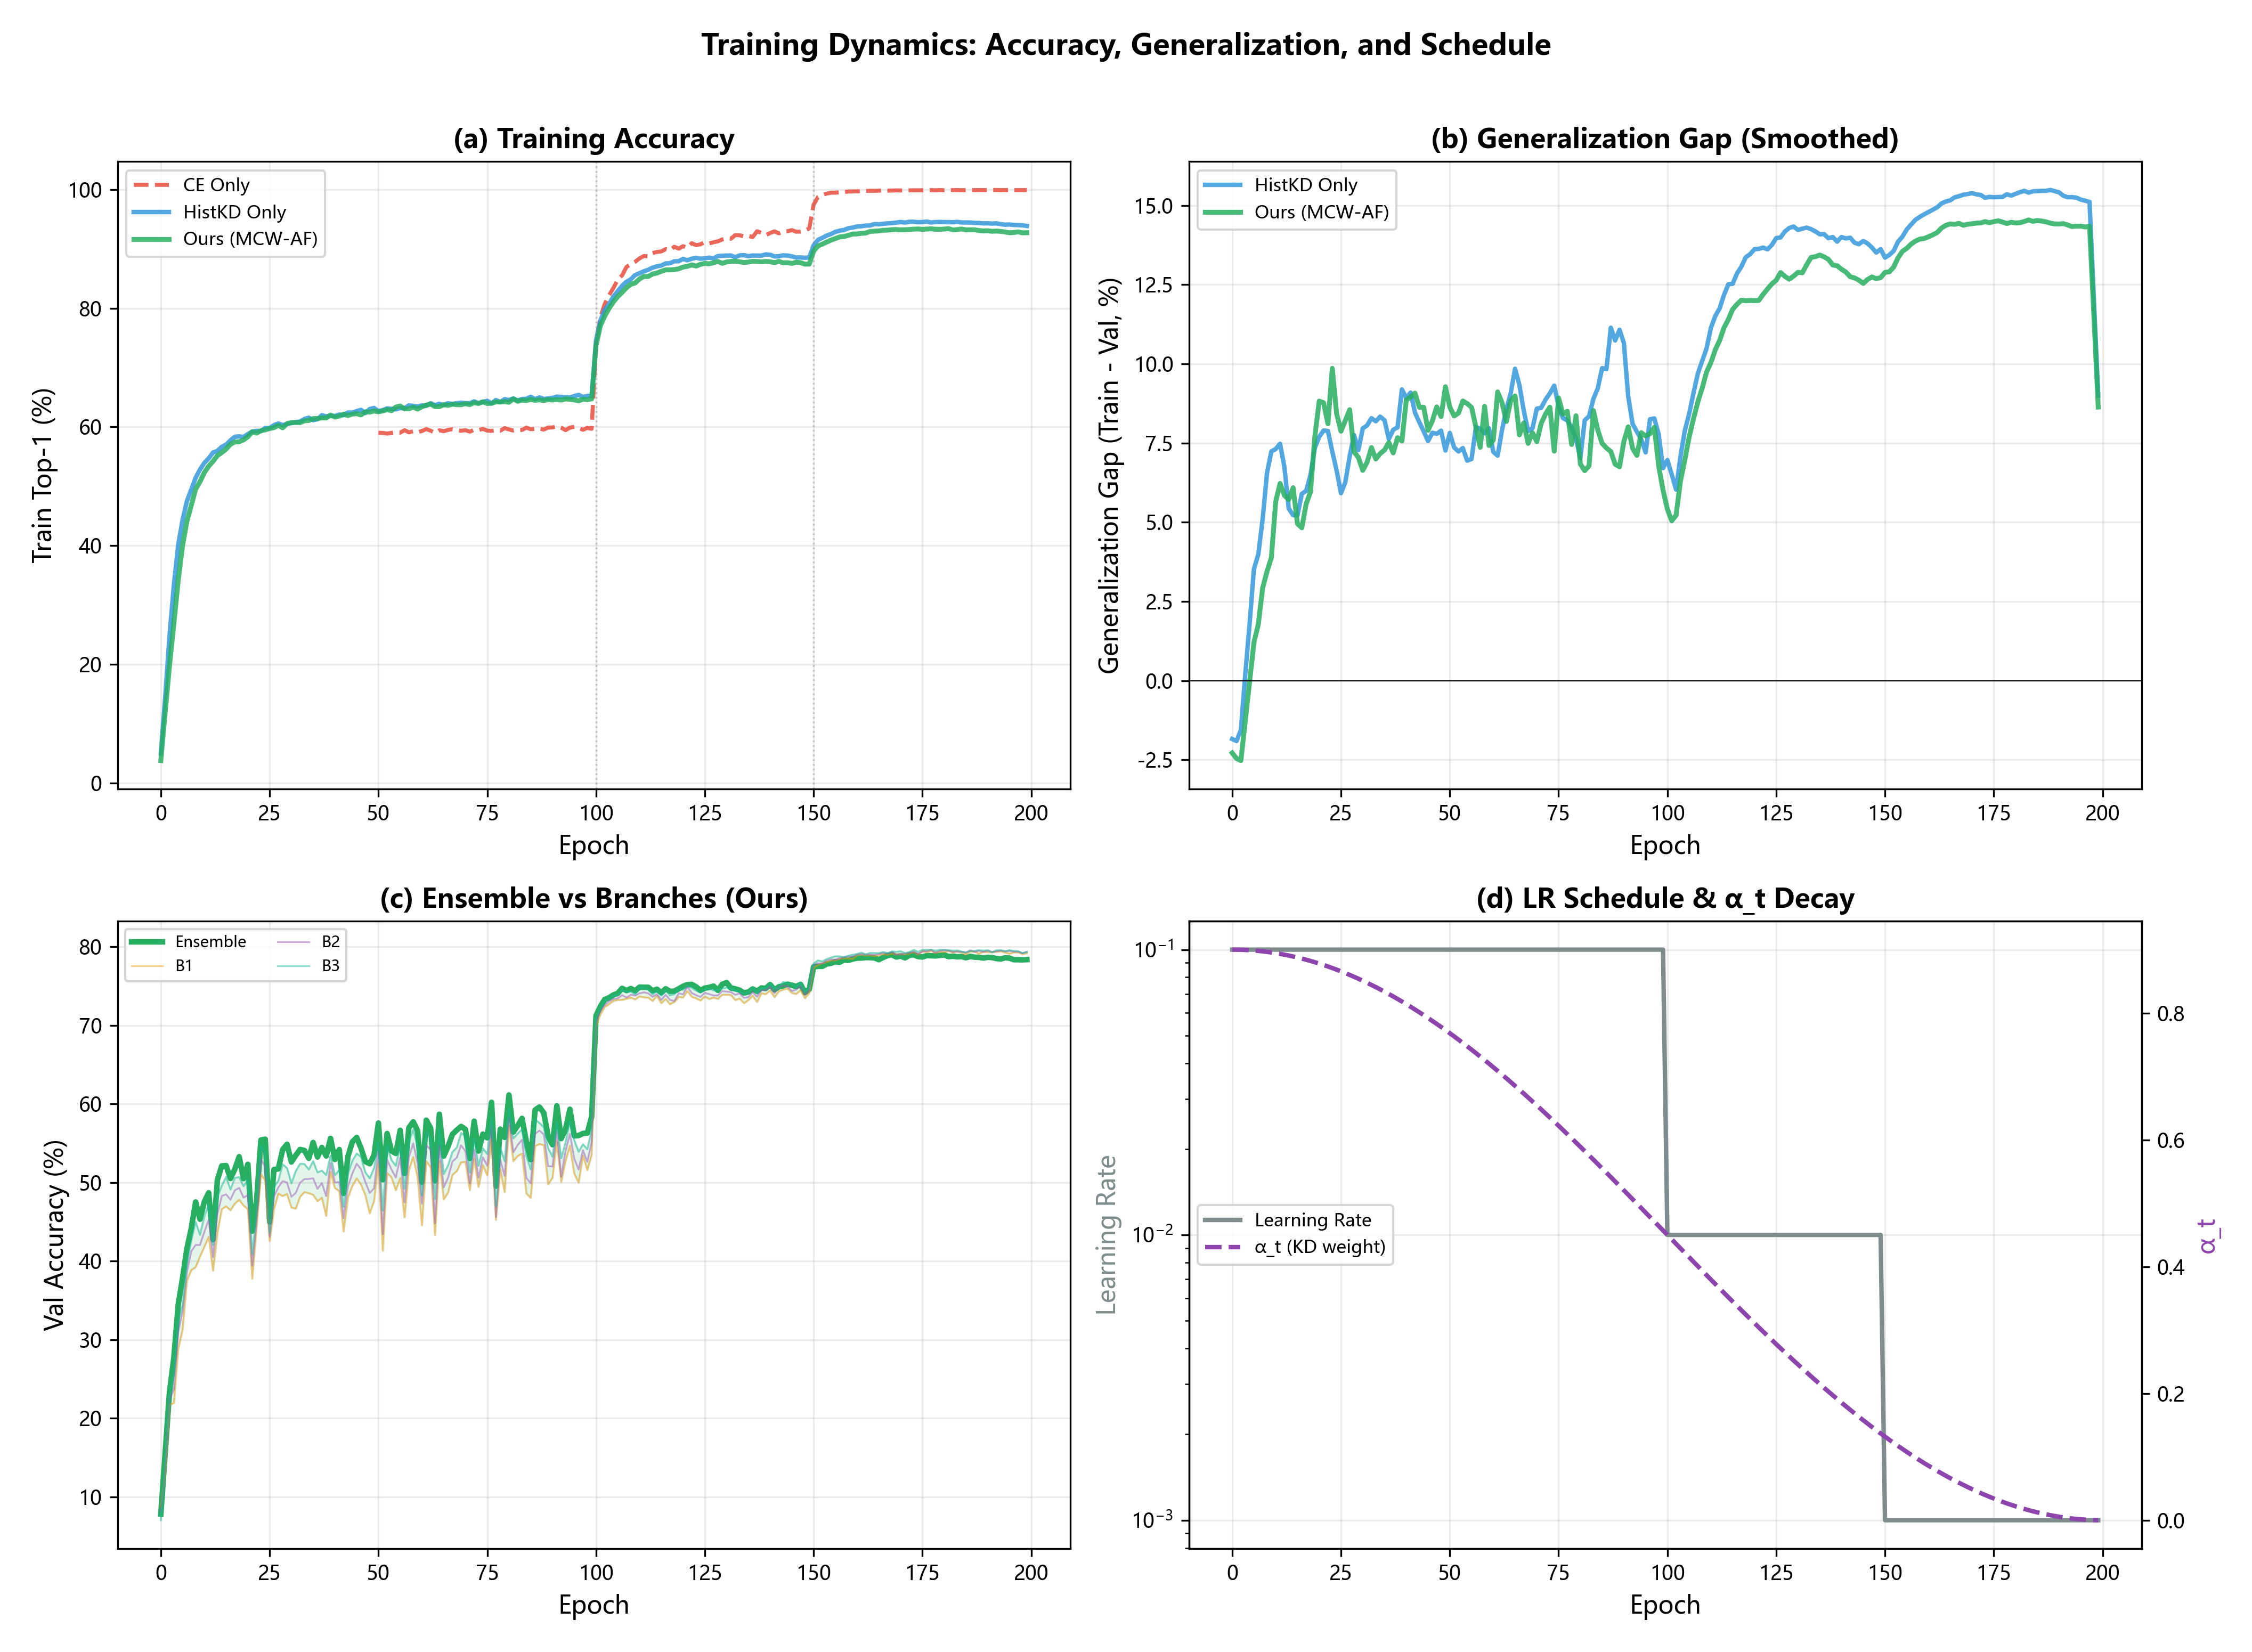 Training Dynamics: Accuracy, Generalization, and Schedule
(a) Training Accuracy
Train Top-1 (%)
100
80
60
40
20
0
CE Only
HistKD Only
Ours (MCW-AF)
0 25 50 75 100 125 150 175 200
Epoch
(b) Generalization Gap (Smoothed)
Generalization Gap (Train - Val, %)
15.0
12.5
10.0
7.5
5.0
2.5
0.0
-2.5
HistKD Only
Ours (MCW-AF)
0 25 50 75 100 125 150 175 200
Epoch
(c) Ensemble vs Branches (Ours)
Val Accuracy (%)
80
70
60
50
40
30
20
10
Ensemble B2
B1 B3
0 25 50 75 100 125 150 175 200
Epoch
(d) LR Schedule & α_t Decay
Learning Rate
10⁻¹
10⁻²
10⁻³
Learning Rate
α_t (KD weight)
0.8
0.6
0.4
0.2
0.0
α_t
0 25 50 75 100 125 150 175 200
Epoch